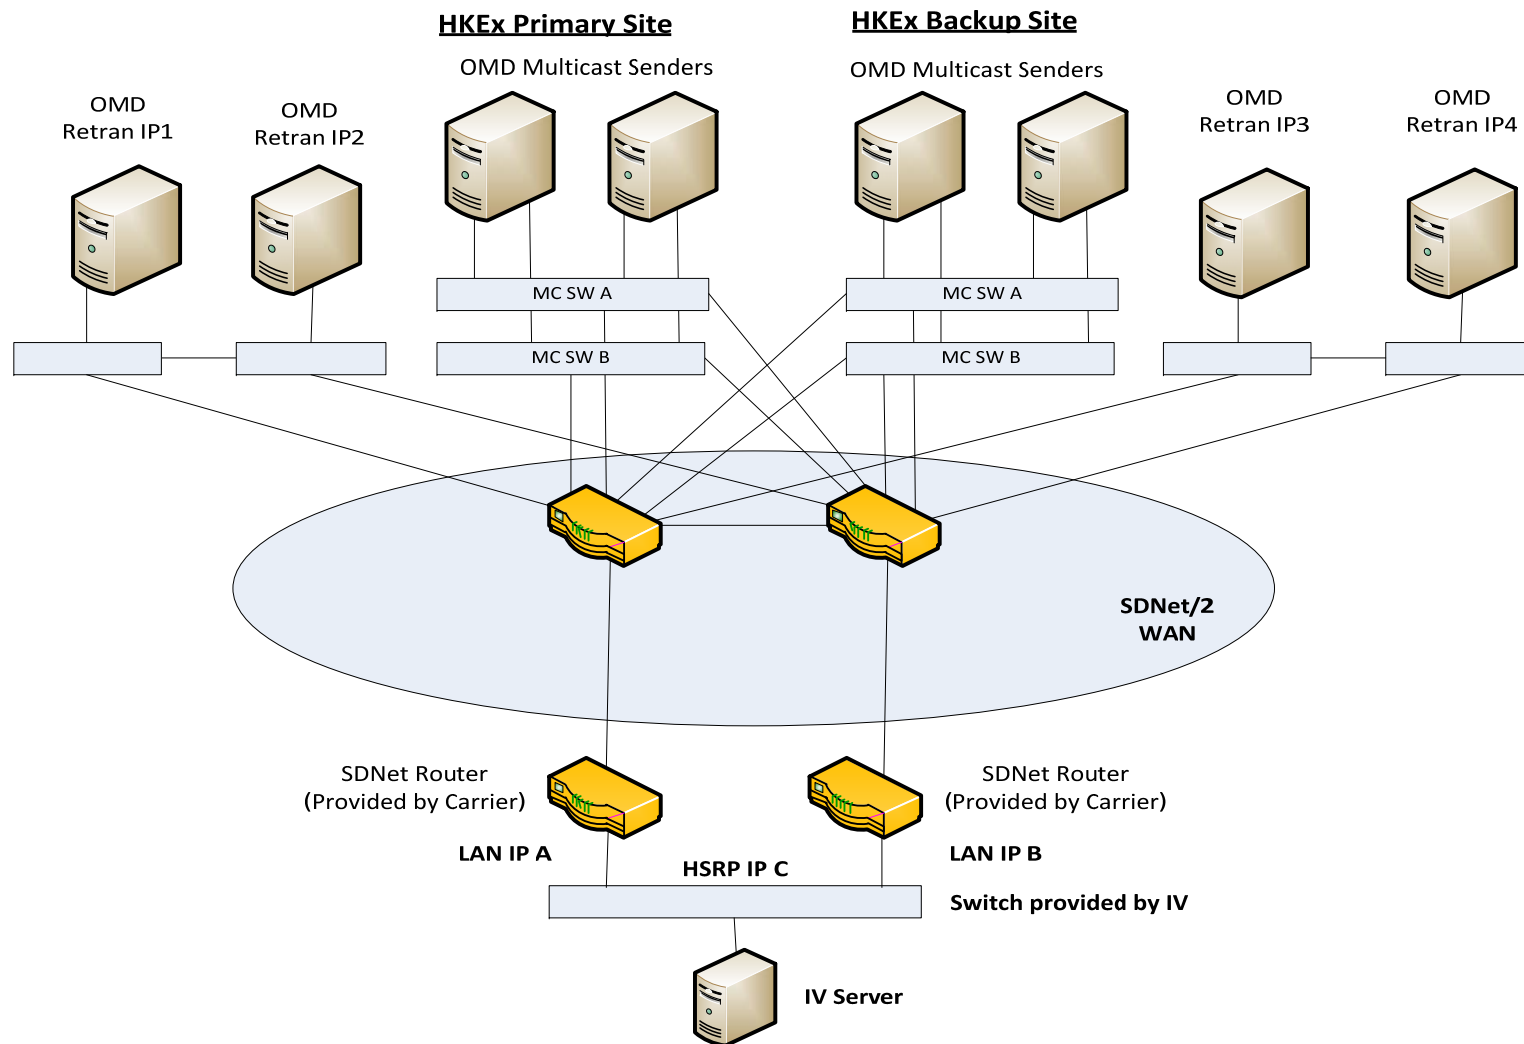 HKEx Primary Site
HKEx Backup Site
OMD Multicast Senders
OMD Multicast Senders
OMD
Retran IP1
OMD
Retran IP2
OMD
Retran IP3
OMD
Retran IP4
MC SW A
MC SW A
MC SW B
MC SW B
SDNet/2
WAN
SDNet Router
(Provided by Carrier)
SDNet Router
(Provided by Carrier)
LAN IP A
LAN IP B
HSRP IP C
Switch provided by IV
IV Server